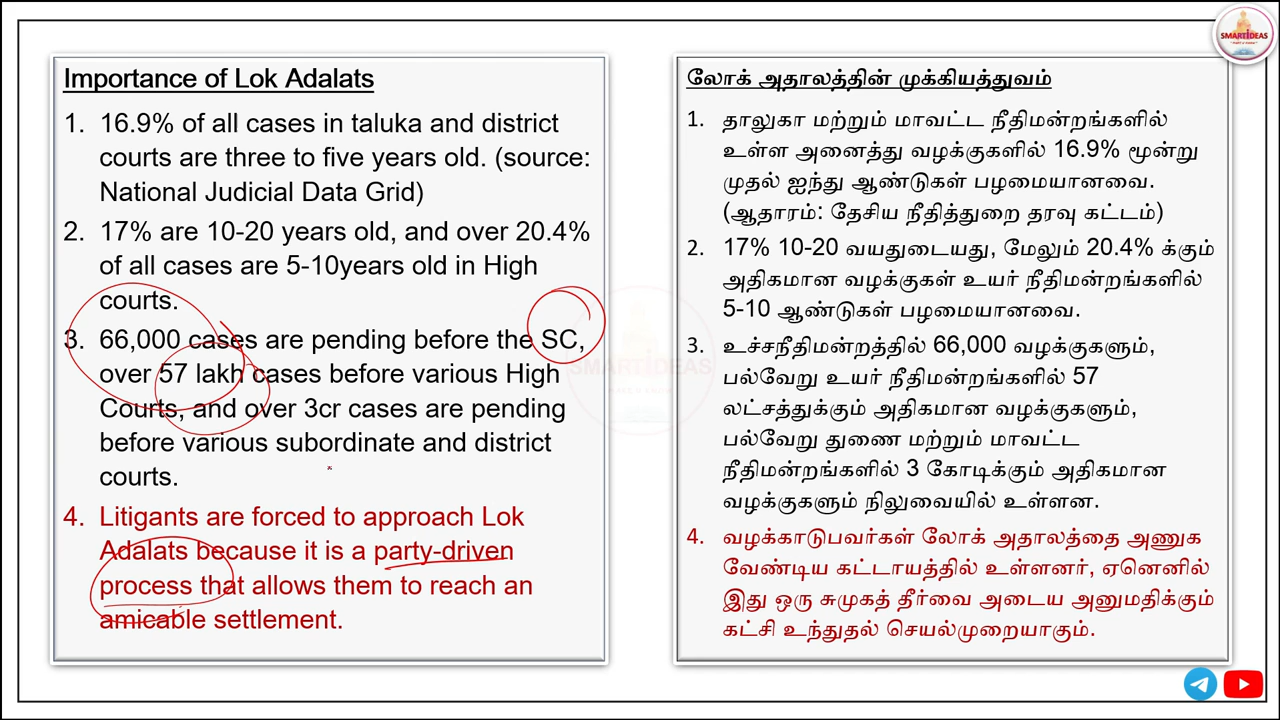 SMARTIDEAS
Importance of Lok Adalats
1. 16.9% of all cases in taluka and district
courts are three to five years old. (source:
National Judicial Data Grid)
2. 17% are 10-20 years old, and over 20.4%
of all cases are 5-10years old in High
courts.
3. 66,000 cases are pending before the SC,
over 57 lakh cases before various High
Courts, and over 3cr cases are pending
before various subordinate and district
courts.
4. Litigants are forced to approach Lok
Adalats because it is a party-driven
process that allows them to reach an
amicable settlement.
லோக் அதாலத்தின் முக்கியத்துவம்
1. தாலுகா மற்றும் மாவட்ட நீதிமன்றங்களில்
உள்ள அனைத்து வழக்குகளில் 16.9% மூன்று
முதல் ஐந்து ஆண்டுகள் பழமையானவை.
(ஆதாரம்: தேசிய நீதித்துறை தரவு கட்டம்)
2. 17% 10-20 வயதுடையது, மேலும் 20.4% க்கும்
அதிகமான வழக்குகள் உயர் நீதிமன்றங்களில்
5-10 ஆண்டுகள் பழமையானவை.
3. உச்சநீதிமன்றத்தில் 66,000 வழக்குகளும்,
பல்வேறு உயர் நீதிமன்றங்களில் 57
லட்சத்துக்கும் அதிகமான வழக்குகளும்,
பல்வேறு துணை மற்றும் மாவட்ட
நீதிமன்றங்களில் 3 கோடிக்கும் அதிகமான
வழக்குகளும் நிலுவையில் உள்ளன.
4. வழக்காடுபவர்கள் லோக் அதாலத்தை அணுக
வேண்டிய கட்டாயத்தில் உள்ளனர், ஏனெனில்
இது ஒரு சுமுகத் தீர்வை அடைய அனுமதிக்கும்
கட்சி உந்துதல் செயல்முறையாகும்.
SMARTIDEAS